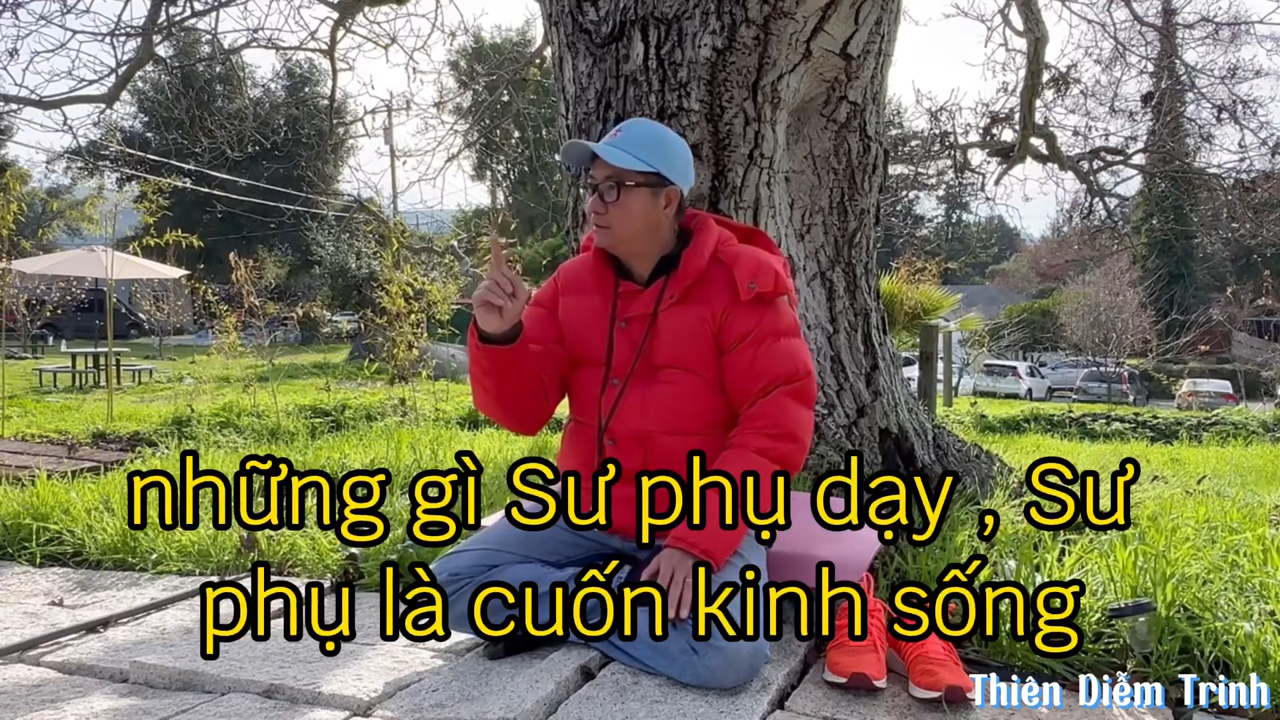 những gì Sư phụ dạy , Sư
phụ là cuốn kinh sống
Thiên Diễm Trinh